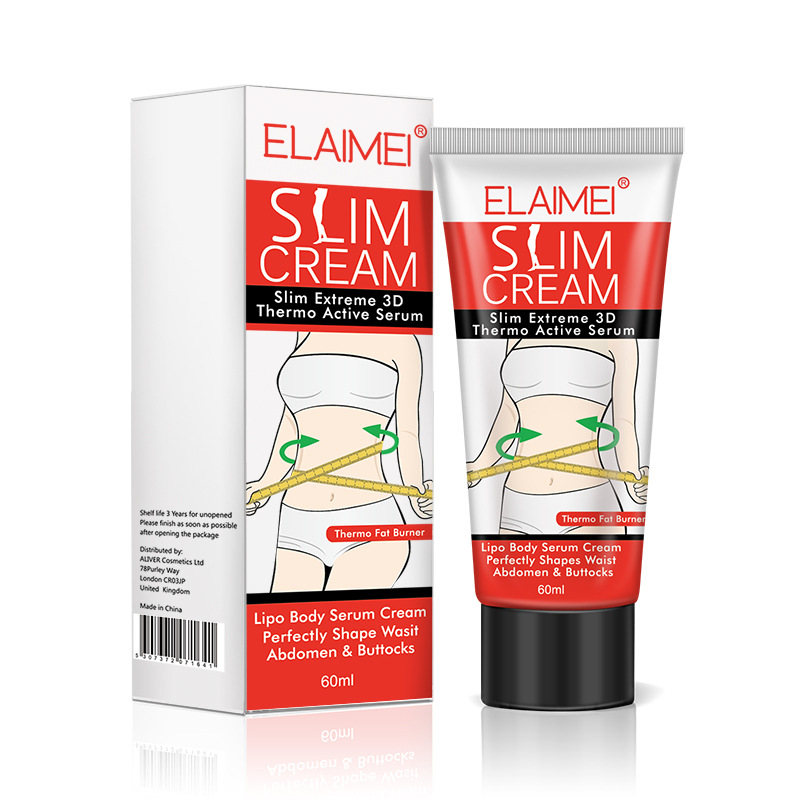 ELAIMEI®
SLIM
CREAM
Slim Extreme 3D
Thermo Active Serum
Thermo Fat Burner
Lipo Body Serum Cream
Perfectly Shape Wasit
Abdomen & Buttocks
60ml
Shelf life 3 Years for unopened
Please finish as soon as possible
after opening the package
Distributed by:
ALIVER Cosmetics Ltd
78Purley Way
London CR03JP
United Kingdom
Made in China
5 307372 071641
ELAIMEI®
SLIM
CREAM
Slim Extreme 3D
Thermo Active Serum
Thermo Fat Burner
Lipo Body Serum Cream
Perfectly Shapes Waist
Abdomen & Buttocks
60ml